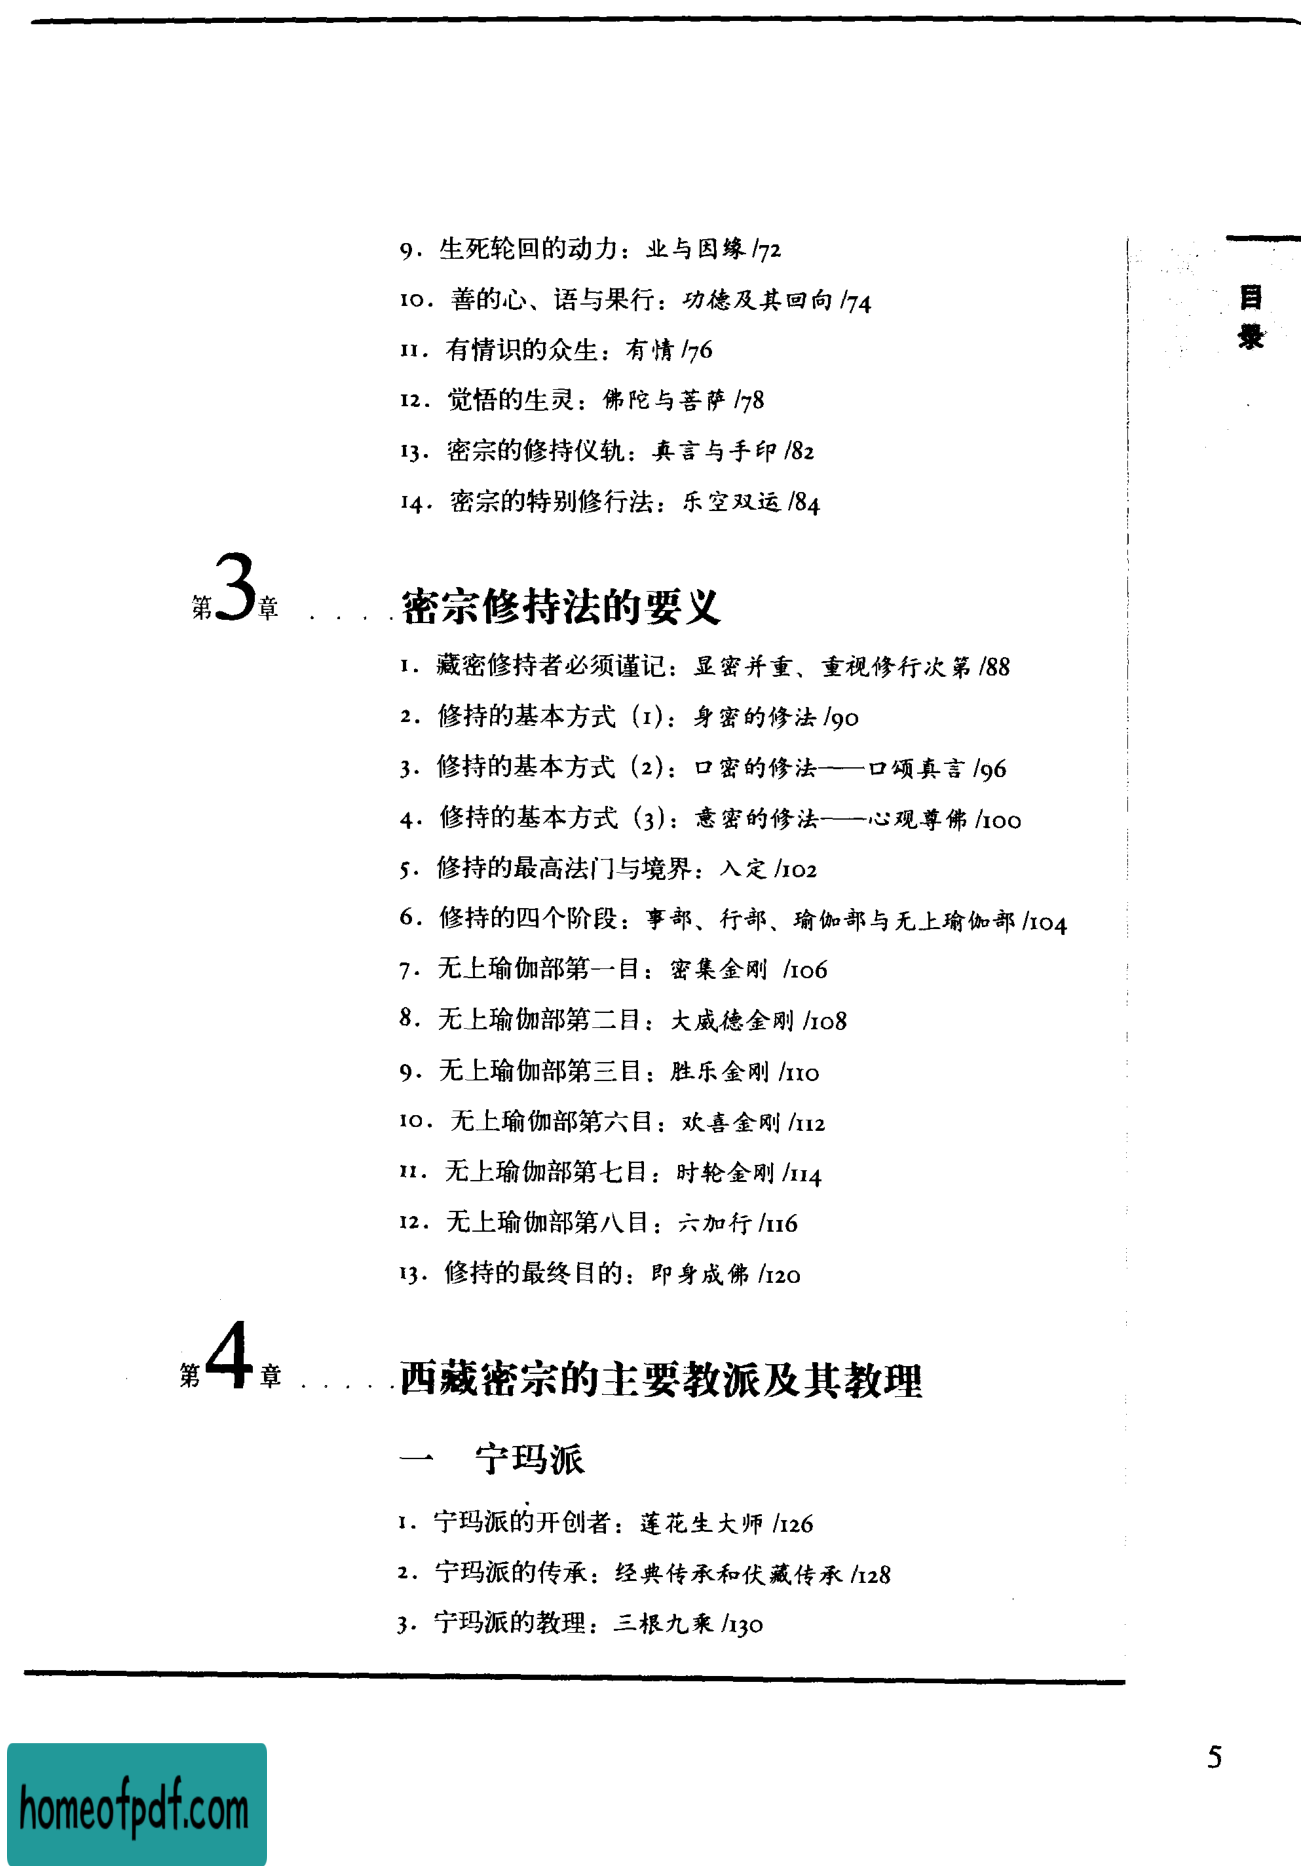 目录
9. 生死轮回的动力：业与因缘 /72
10. 善的心、语与果行：功德及其回向 /74
11. 有情识的众生：有情 /76
12. 觉悟的生灵：佛陀与菩萨 /78
13. 密宗的修持仪轨：真言与手印 /82
14. 密宗的特别修行法：乐空双运 /84
第3章 ....密宗修持法的要义
1. 藏密修持者必须谨记：显密并重、重视修行次第 /88
2. 修持的基本方式（1）：身密的修法 /90
3. 修持的基本方式（2）：口密的修法——口颂真言 /96
4. 修持的基本方式（3）：意密的修法——心观尊佛 /100
5. 修持的最高法门与境界：入定 /102
6. 修持的四个阶段：事部、行部、瑜伽部与无上瑜伽部 /104
7. 无上瑜伽部第一目：密集金刚 /106
8. 无上瑜伽部第二目：大威德金刚 /108
9. 无上瑜伽部第三目：胜乐金刚 /110
10. 无上瑜伽部第六目：欢喜金刚 /112
11. 无上瑜伽部第七目：时轮金刚 /114
12. 无上瑜伽部第八目：六加行 /116
13. 修持的最终目的：即身成佛 /120
第4章 .....西藏密宗的主要教派及其教理
一 宁玛派
1. 宁玛派的开创者：莲花生大师 /126
2. 宁玛派的传承：经典传承和伏藏传承 /128
3. 宁玛派的教理：三根九乘 /130
5
homeofpdf.com